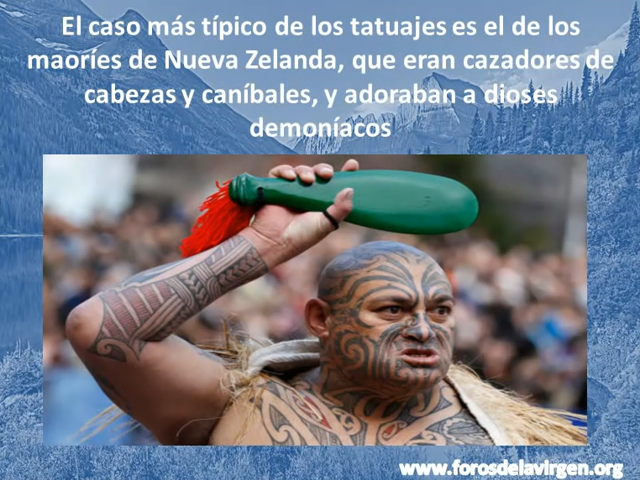 El caso más típico de los tatuajes es el de los
maoríes de Nueva Zelanda, que eran cazadores de
cabezas y caníbales, y adoraban a dioses
demoníacos
www.forosdelavirgen.org